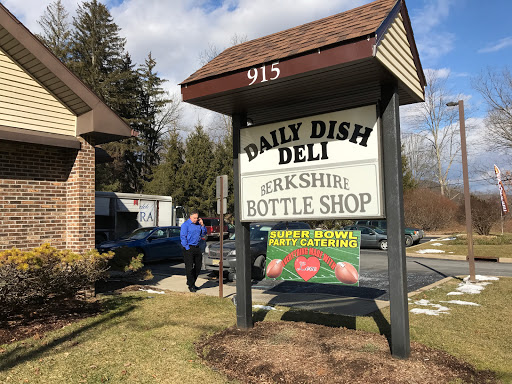 915
DAILY DISH
DELI
BERKSHIRE
BOTTLE SHOP
SUPER BOWL
PARTY CATERING